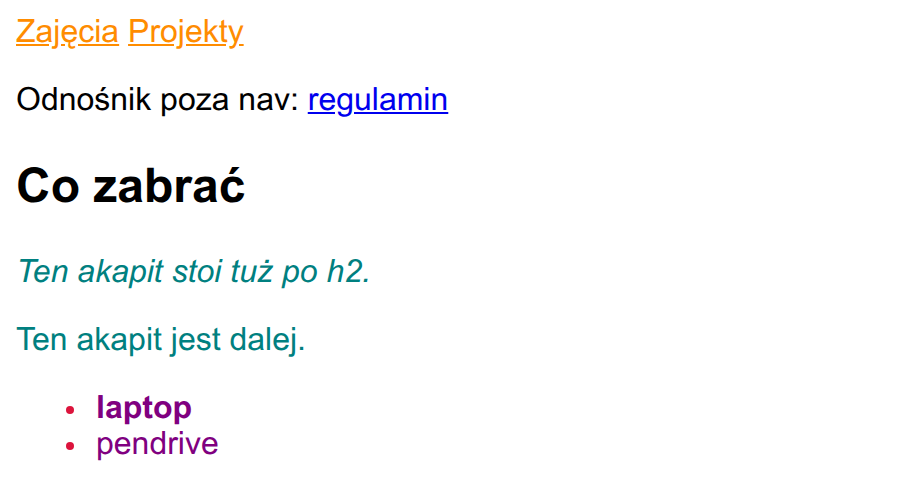 Zajęcia Projekty
Odnośnik poza nav: regulamin
Co zabrać
Ten akapit stoi tuż po h2.
Ten akapit jest dalej.
• laptop
• pendrive